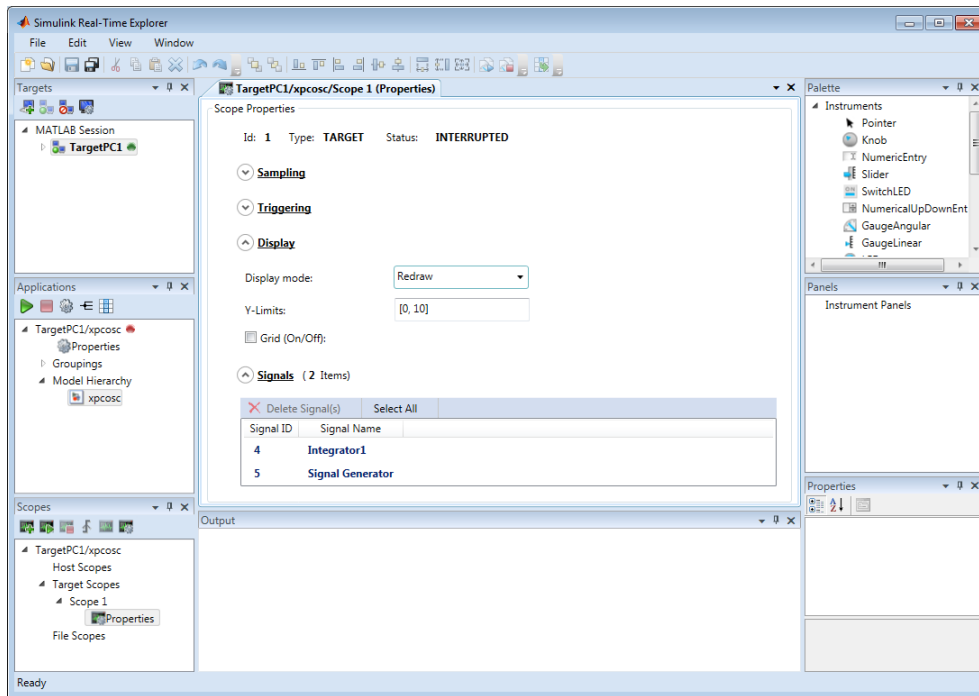 Simulink Real-Time Explorer
File Edit View Window
Targets
MATLAB Session
TargetPC1
Applications
TargetPC1/xpcosc
Properties
Groupings
Model Hierarchy
xpcosc
Scopes
TargetPC1/xpcosc
Host Scopes
Target Scopes
Scope 1
Properties
File Scopes
TargetPC1/xpcosc/Scope 1 (Properties)
Scope Properties
Id: 1 Type: TARGET Status: INTERRUPTED
Sampling
Triggering
Display
Display mode: Redraw
Y-Limits: [0, 10]
Grid (On/Off):
Signals ( 2 Items)
Delete Signal(s) Select All
Signal ID Signal Name
4 Integrator1
5 Signal Generator
Output
Palette
Instruments
Pointer
Knob
NumericEntry
Slider
SwitchLED
NumericalUpDownEnt
GaugeAngular
GaugeLinear
Panels
Instrument Panels
Properties
Ready